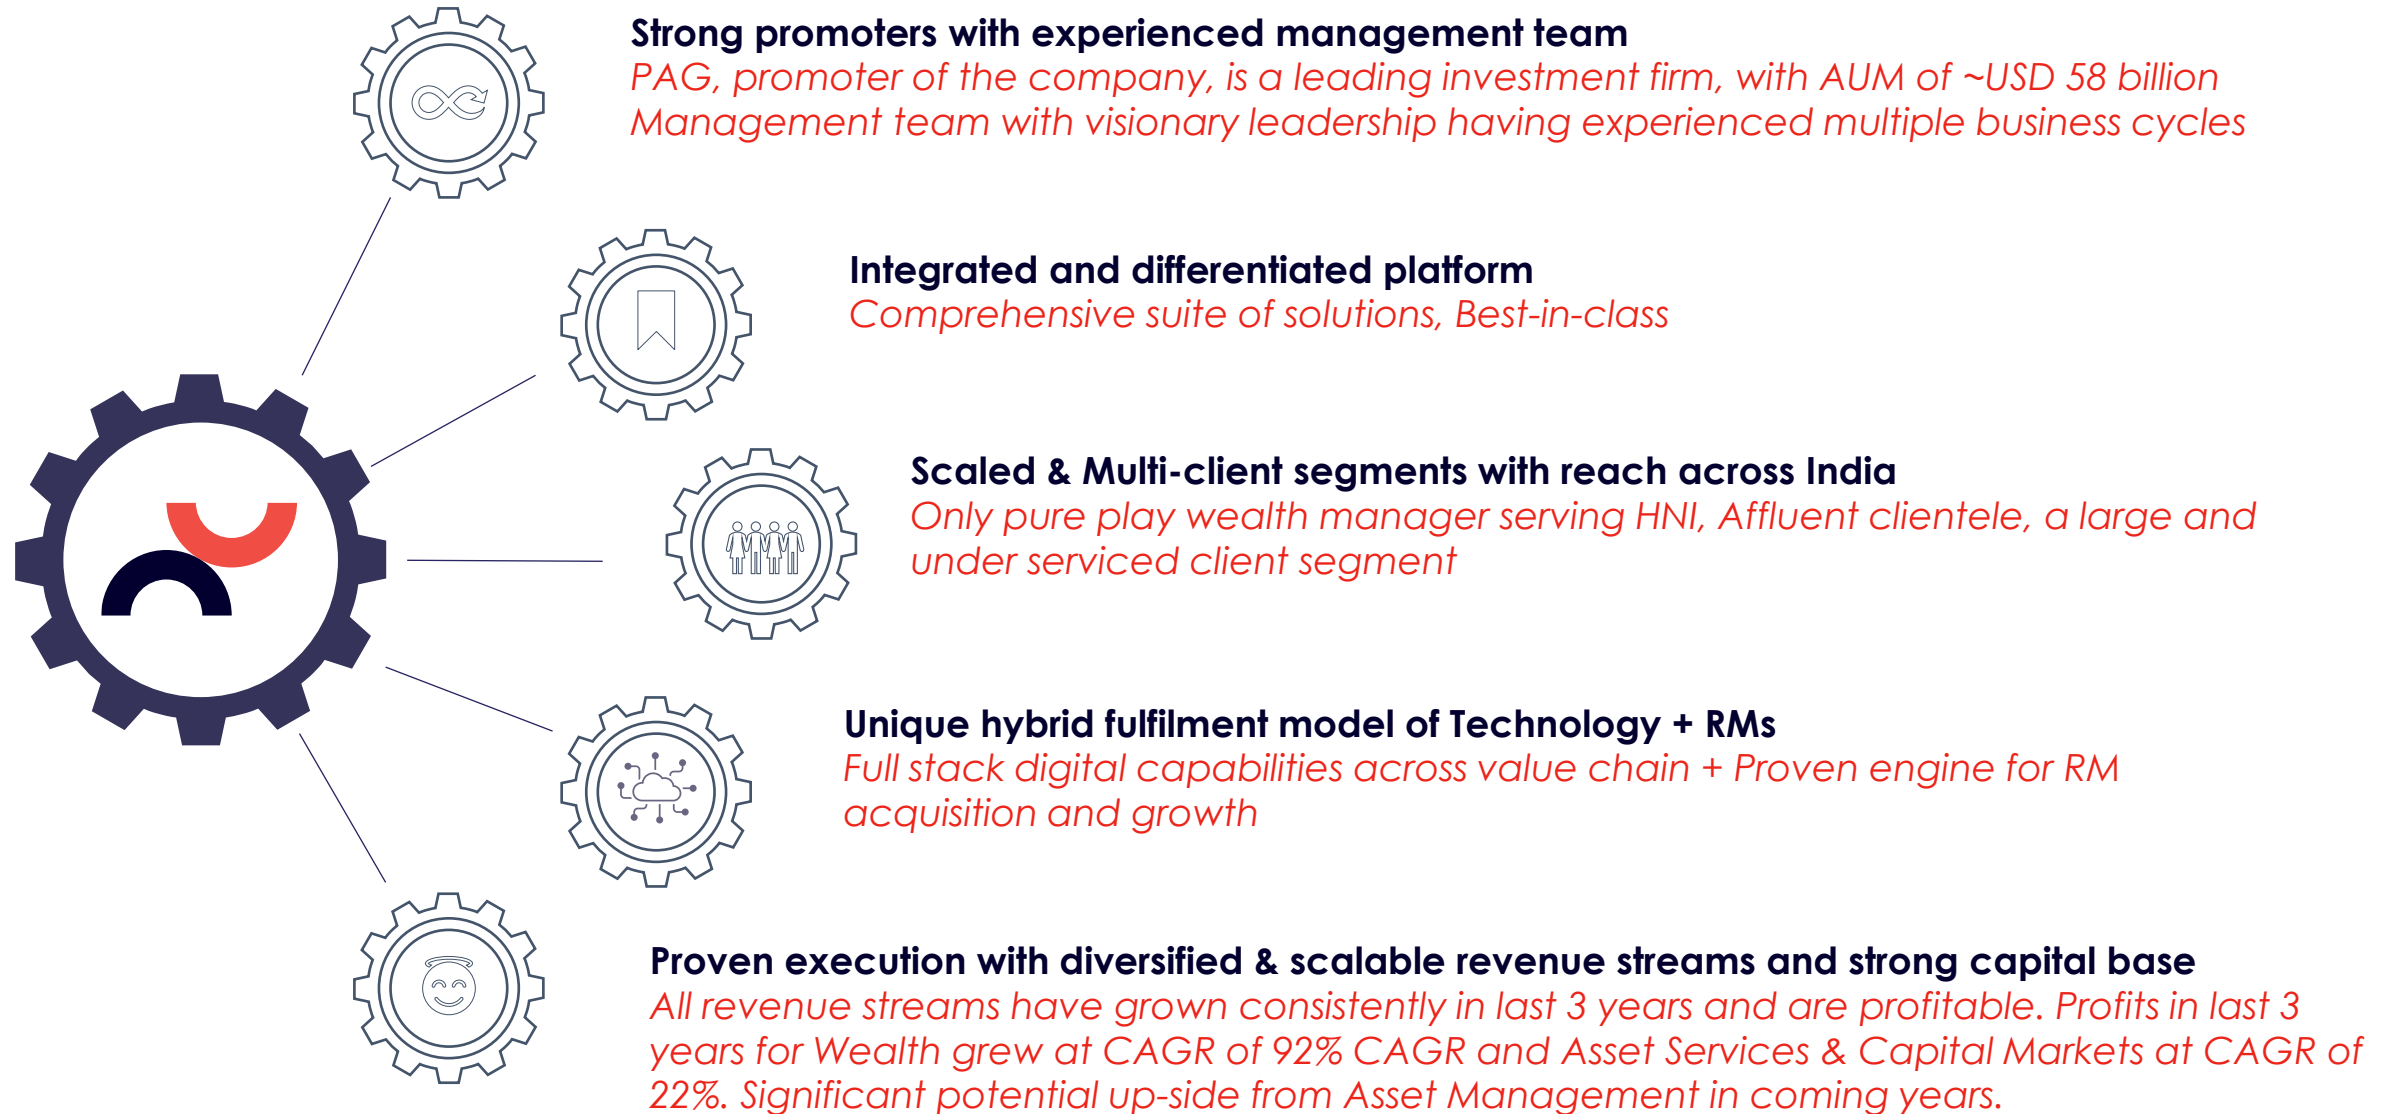 Strong promoters with experienced management team
PAG, promoter of the company, is a leading investment firm, with AUM of ~USD 58 billion
Management team with visionary leadership having experienced multiple business cycles
Integrated and differentiated platform
Comprehensive suite of solutions, Best-in-class
Scaled & Multi-client segments with reach across India
Only pure play wealth manager serving HNI, Affluent clientele, a large and
under serviced client segment
Unique hybrid fulfilment model of Technology + RMs
Full stack digital capabilities across value chain + Proven engine for RM
acquisition and growth
Proven execution with diversified & scalable revenue streams and strong capital base
All revenue streams have grown consistently in last 3 years and are profitable. Profits in last 3
years for Wealth grew at CAGR of 92% CAGR and Asset Services & Capital Markets at CAGR of
22%. Significant potential up-side from Asset Management in coming years.